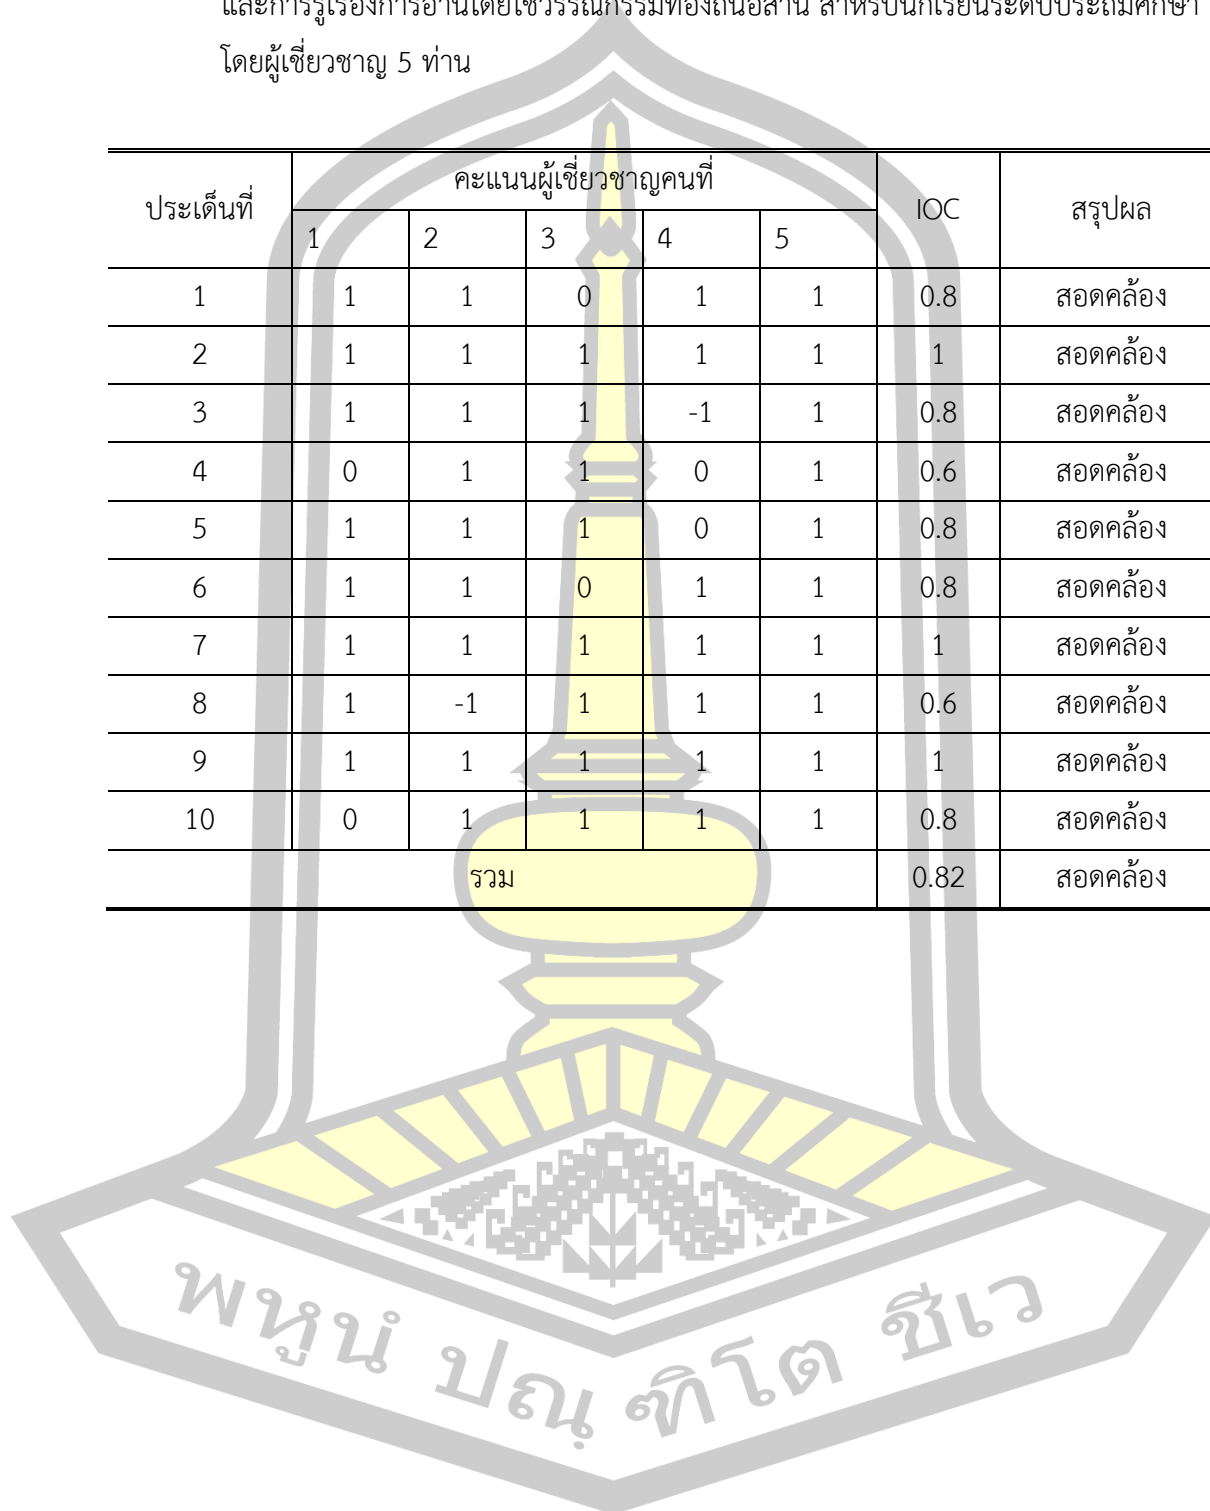 และการรู้เรื่องการอ่านโดยใช้วรรณกรรมท้องถิ่นอีสาน สำหรับนักเรียนระดับประถมศึกษา
โดยผู้เชี่ยวชาญ 5 ท่าน
ประเด็นที่ คะแนนผู้เชี่ยวชาญคนที่ IOC สรุปผล
1 2 3 4 5
1 1 1 0 1 1 0.8 สอดคล้อง
2 1 1 1 1 1 1 สอดคล้อง
3 1 1 1 -1 1 0.8 สอดคล้อง
4 0 1 1 0 1 0.6 สอดคล้อง
5 1 1 1 0 1 0.8 สอดคล้อง
6 1 1 0 1 1 0.8 สอดคล้อง
7 1 1 1 1 1 1 สอดคล้อง
8 1 -1 1 1 1 0.6 สอดคล้อง
9 1 1 1 1 1 1 สอดคล้อง
10 0 1 1 1 1 0.8 สอดคล้อง
รวม 0.82 สอดคล้อง
พหูนํ ปณฺฑิโต ชีเว